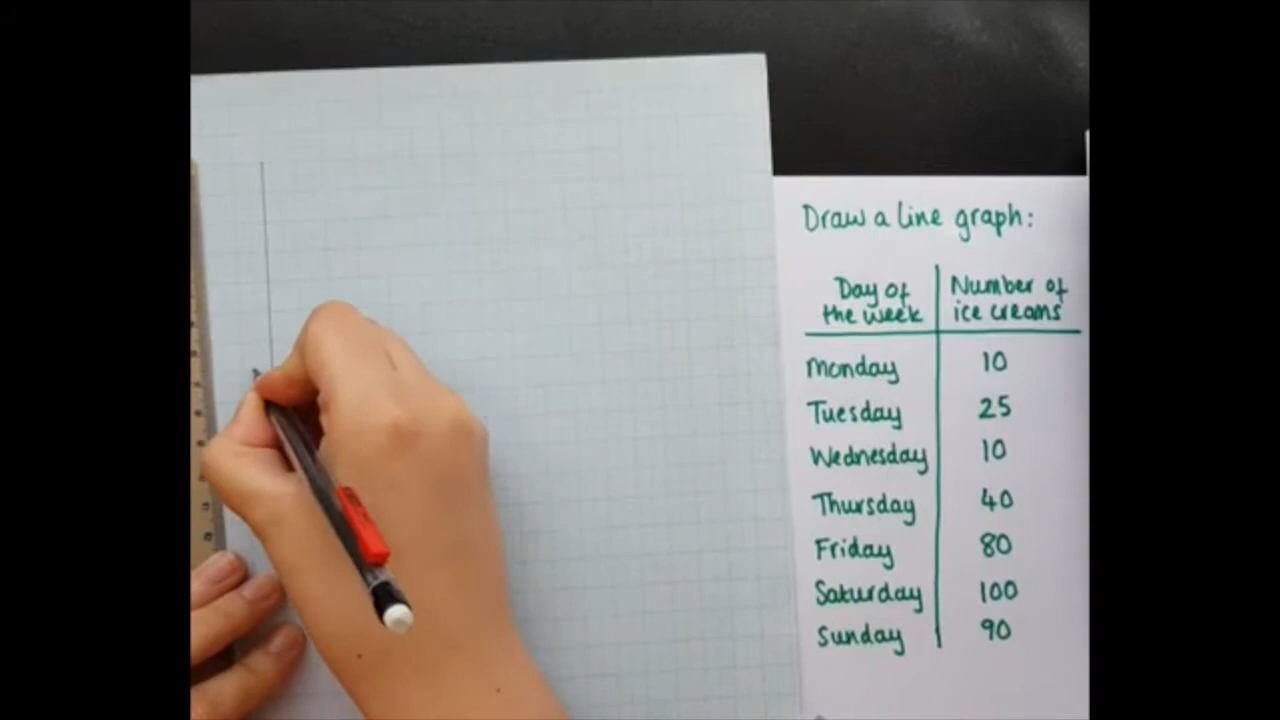 Draw a line graph:
Day of the week Number of ice creams
Monday 10
Tuesday 25
Wednesday 10
Thursday 40
Friday 80
Saturday 100
Sunday 90